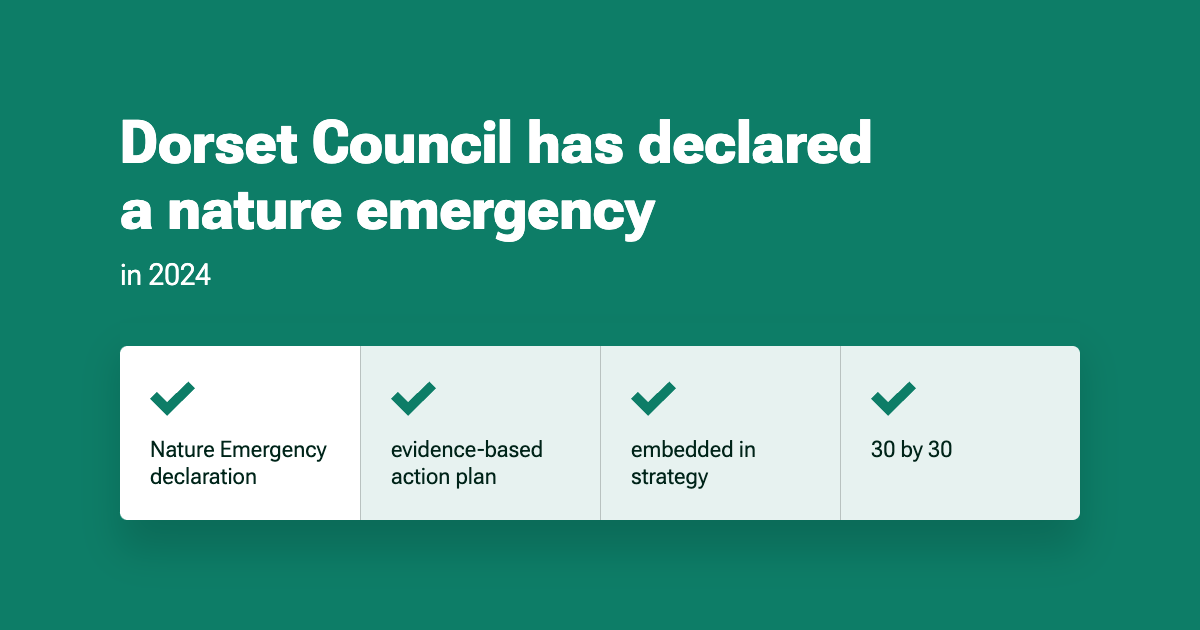 Dorset Council has declared
a nature emergency
in 2024
Nature Emergency
declaration
evidence-based
action plan
embedded in
strategy
30 by 30